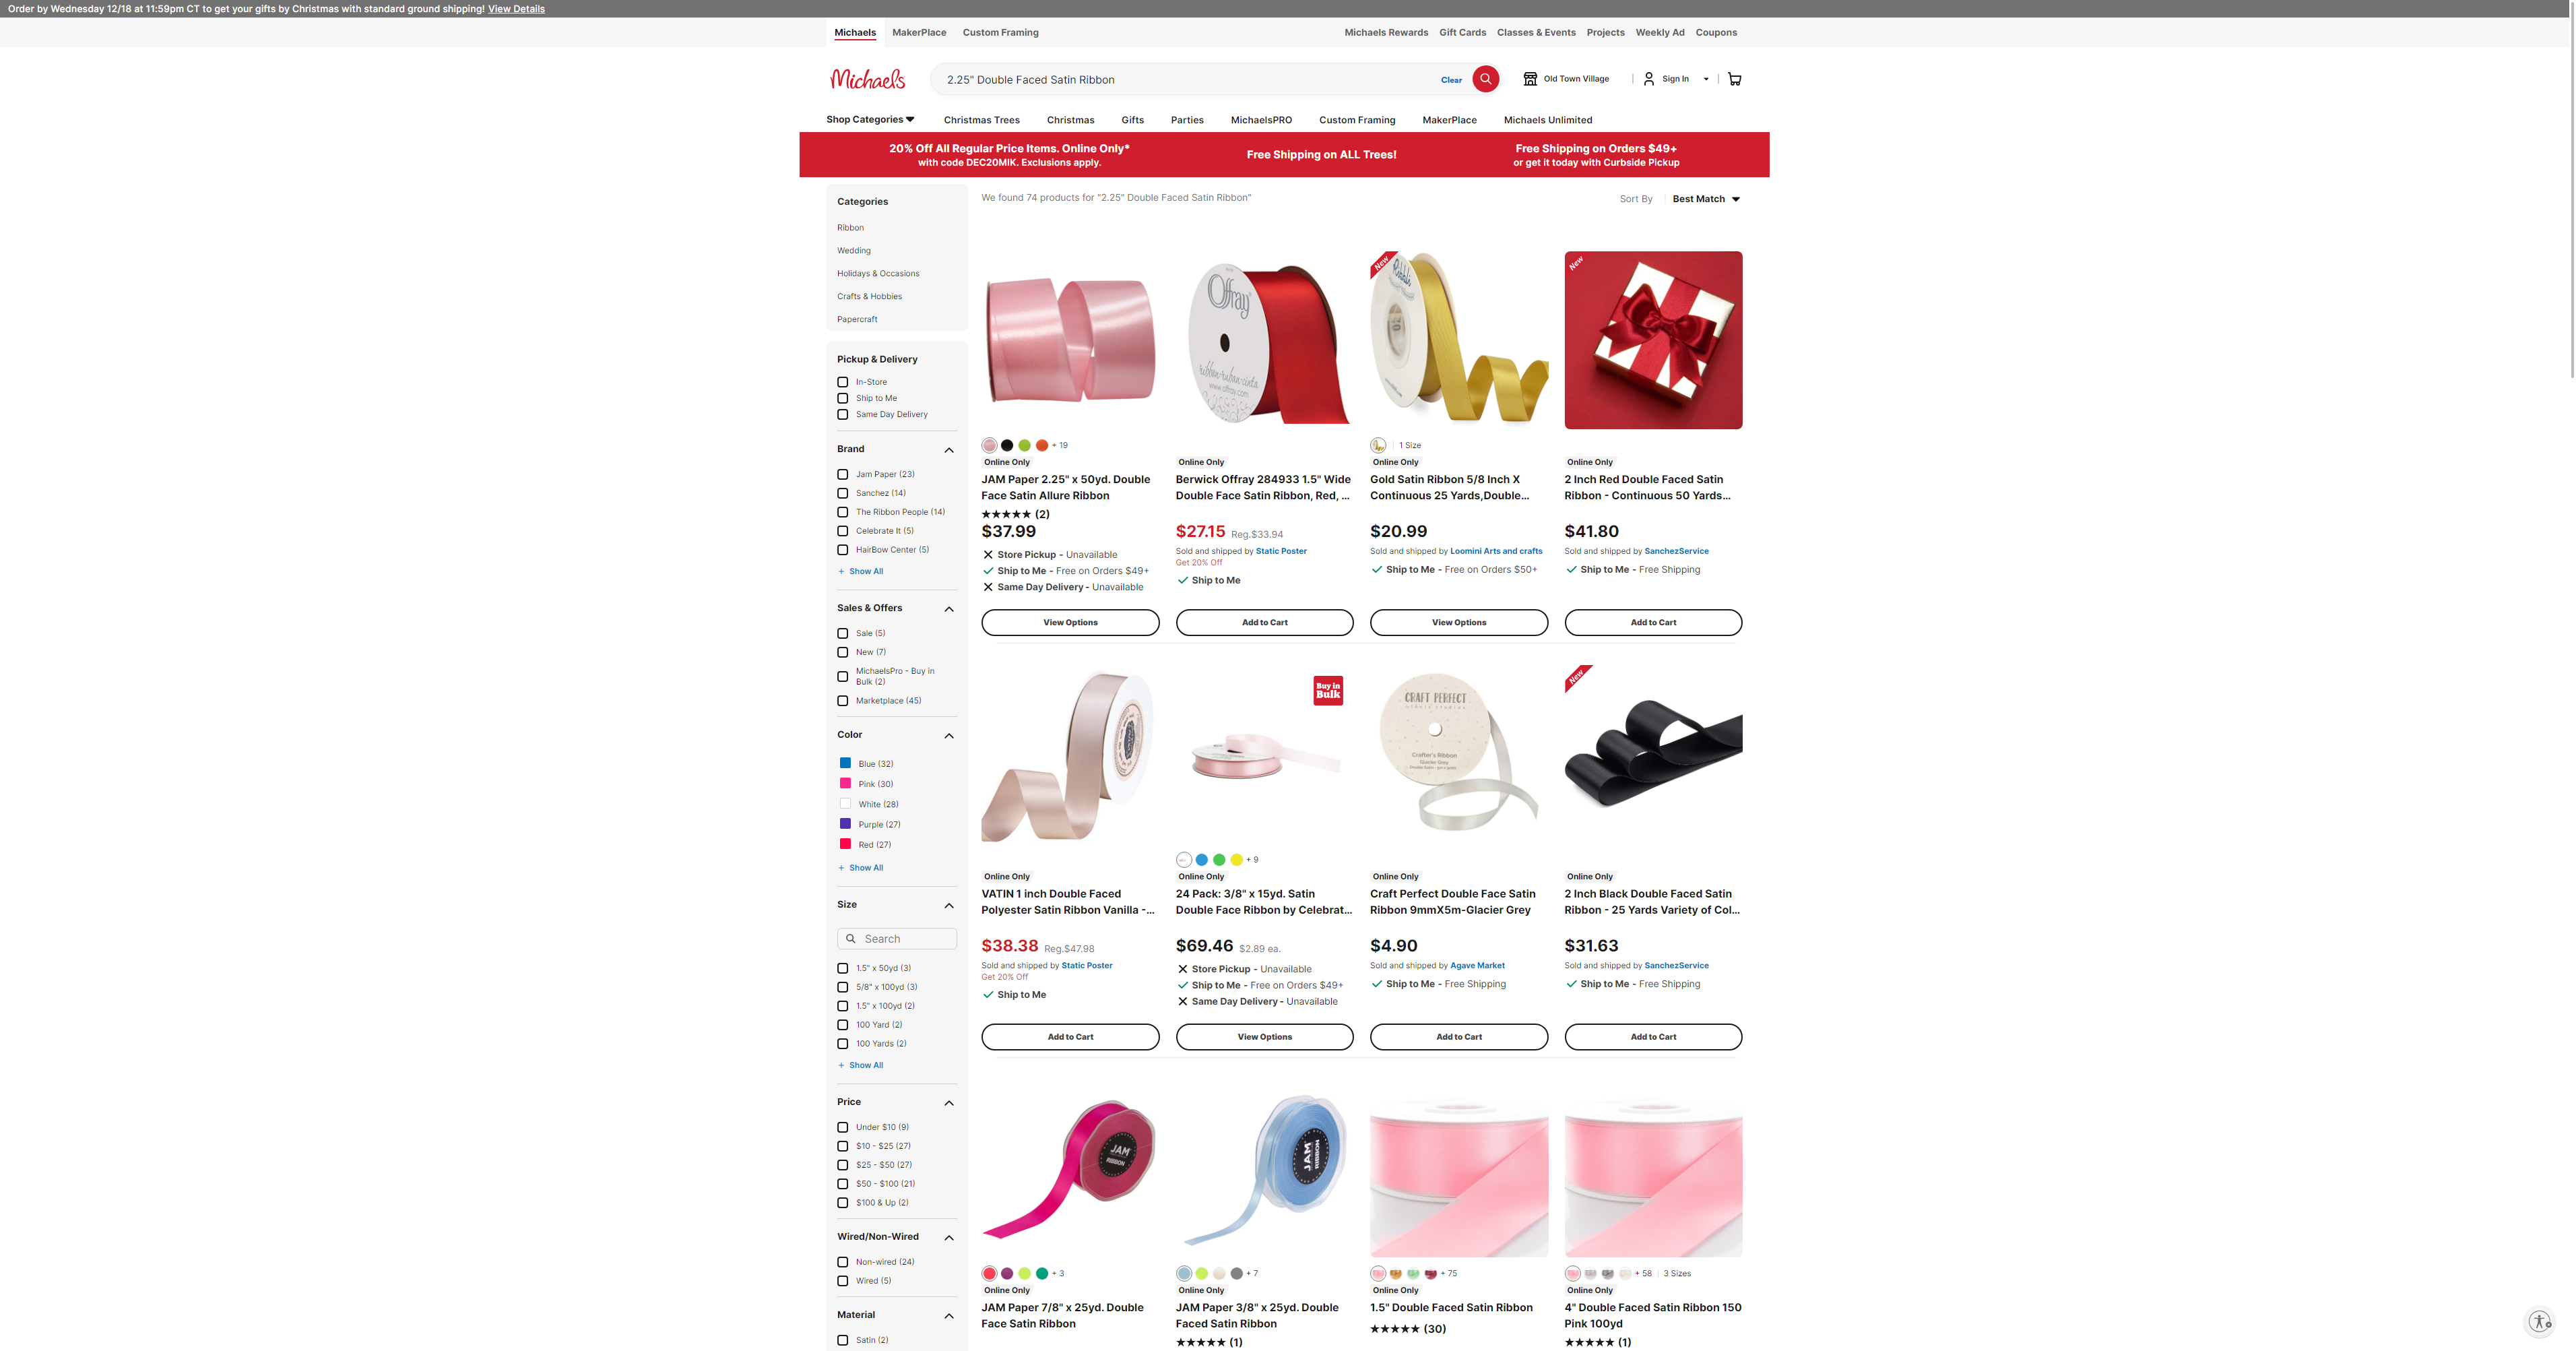 Order by Wednesday 12/18 at 11:59pm CT to get your gifts by Christmas with standard ground shipping! View Details
Michaels MakerPlace Custom Framing Michaels Rewards Gift Cards Classes & Events Projects Weekly Ad Coupons
Michaels 2.25" Double Faced Satin Ribbon Clear Old Town Village Sign In
Shop Categories Christmas Trees Christmas Gifts Parties MichaelsPRO Custom Framing MakerPlace Michaels Unlimited
20% Off All Regular Price Items. Online Only*
with code DEC20MIK. Exclusions apply.
Free Shipping on ALL Trees!
Free Shipping on Orders $49+
or get it today with Curbside Pickup
Categories
Ribbon
Wedding
Holidays & Occasions
Crafts & Hobbies
Papercraft
Pickup & Delivery
In-Store
Ship to Me
Same Day Delivery
Brand
Jam Paper (23)
Sanchez (14)
The Ribbon People (14)
Celebrate It (5)
HairBow Center (5)
+ Show All
Sales & Offers
Sale (5)
New (7)
MichaelsPro - Buy in
Bulk (2)
Marketplace (45)
Color
Blue (32)
Pink (30)
White (28)
Purple (27)
Red (27)
+ Show All
Size
Search
1.5" x 50yd (3)
5/8" x 100yd (3)
1.5" x 100yd (2)
100 Yard (2)
100 Yards (2)
+ Show All
Price
Under $10 (9)
$10 - $25 (27)
$25 - $50 (27)
$50 - $100 (21)
$100 & Up (2)
Wired/Non-Wired
Non-wired (24)
Wired (5)
Material
Satin (2)
We found 74 products for "2.25" Double Faced Satin Ribbon"
Sort By Best Match
+ 19
Online Only
JAM Paper 2.25" x 50yd. Double
Face Satin Allure Ribbon
(2)
$37.99
Store Pickup - Unavailable
Ship to Me - Free on Orders $49+
Same Day Delivery - Unavailable
View Options
Offray
ribbon·ruban·cinta
www.offray.com
Online Only
Berwick Offray 284933 1.5" Wide
Double Face Satin Ribbon, Red, ...
$27.15 Reg.$33.94
Sold and shipped by Static Poster
Get 20% Off
Ship to Me
Add to Cart
New
1 Size
Online Only
Gold Satin Ribbon 5/8 Inch X
Continuous 25 Yards,Double...
$20.99
Sold and shipped by Loomini Arts and crafts
Ship to Me - Free on Orders $50+
View Options
New
Online Only
2 Inch Red Double Faced Satin
Ribbon - Continuous 50 Yards...
$41.80
Sold and shipped by SanchezService
Ship to Me - Free Shipping
Add to Cart
Online Only
VATIN 1 inch Double Faced
Polyester Satin Ribbon Vanilla -...
$38.38 Reg.$47.98
Sold and shipped by Static Poster
Get 20% Off
Ship to Me
Add to Cart
Buy in
Bulk
+ 9
Online Only
24 Pack: 3/8" x 15yd. Satin
Double Face Ribbon by Celebrat...
$69.46 $2.89 ea.
Store Pickup - Unavailable
Ship to Me - Free on Orders $49+
Same Day Delivery - Unavailable
View Options
CRAFT PERFECT
Crafter's Ribbon
Glacier Grey
Online Only
Craft Perfect Double Face Satin
Ribbon 9mmX5m-Glacier Grey
$4.90
Sold and shipped by Agave Market
Ship to Me - Free Shipping
Add to Cart
New
Online Only
2 Inch Black Double Faced Satin
Ribbon - 25 Yards Variety of Col...
$31.63
Sold and shipped by SanchezService
Ship to Me - Free Shipping
Add to Cart
JAM
RIBBON
+ 3
Online Only
JAM Paper 7/8" x 25yd. Double
Face Satin Ribbon
JAM
RIBBON
+ 7
Online Only
JAM Paper 3/8" x 25yd. Double
Faced Satin Ribbon
(1)
+ 75
Online Only
1.5" Double Faced Satin Ribbon
(30)
+ 58 3 Sizes
Online Only
4" Double Faced Satin Ribbon 150
Pink 100yd
(1)